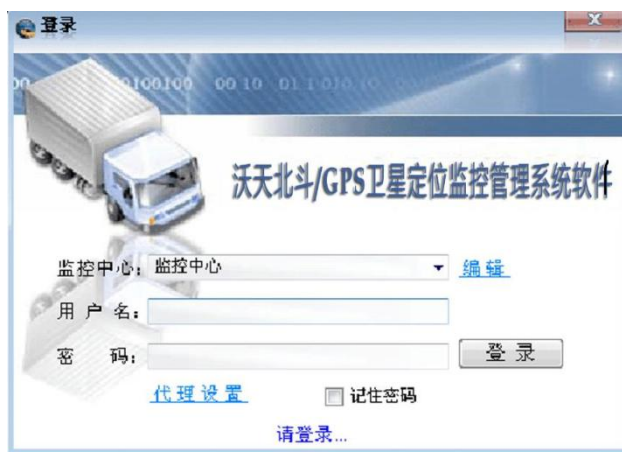 登录
沃天北斗/GPS卫星定位监控管理系统软件
监控中心： 监控中心 编辑
用户名：
密码： 登录
代理设置 记住密码
请登录...